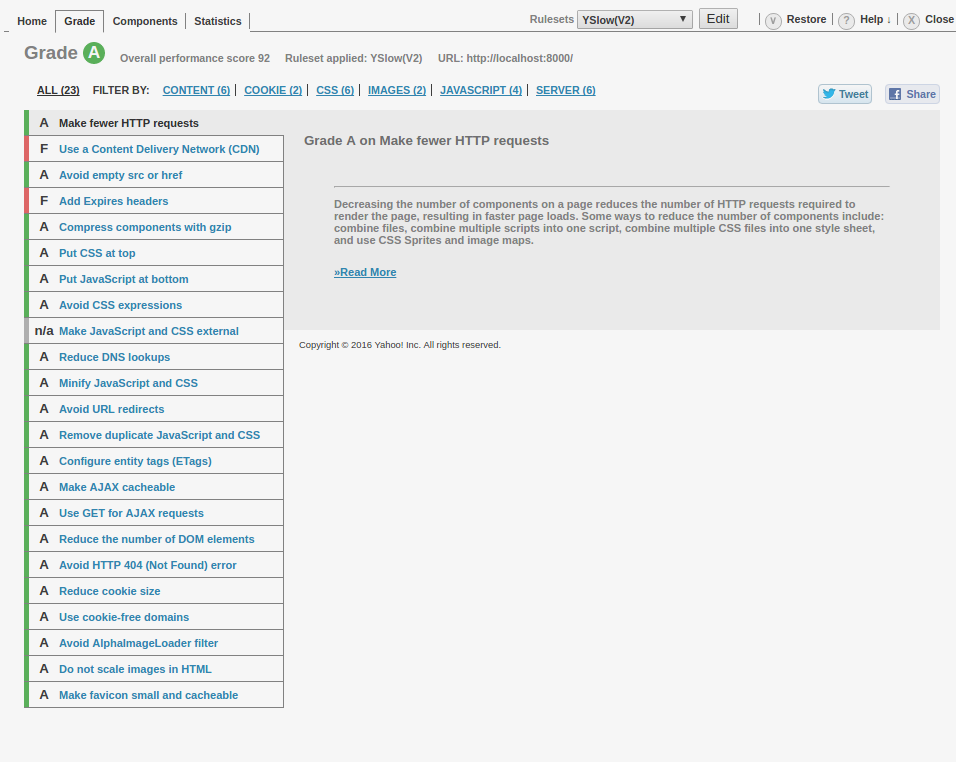 Home Grade Components Statistics Rulesets YSlow(V2) ▼ Edit v Restore ? Help ↓ X Close
Grade A Overall performance score 92 Ruleset applied: YSlow(V2) URL: http://localhost:8000/
ALL (23) FILTER BY: CONTENT (6) COOKIE (2) CSS (6) IMAGES (2) JAVASCRIPT (4) SERVER (6) Tweet Share
A Make fewer HTTP requests
F Use a Content Delivery Network (CDN)
A Avoid empty src or href
F Add Expires headers
A Compress components with gzip
A Put CSS at top
A Put JavaScript at bottom
A Avoid CSS expressions
n/a Make JavaScript and CSS external
A Reduce DNS lookups
A Minify JavaScript and CSS
A Avoid URL redirects
A Remove duplicate JavaScript and CSS
A Configure entity tags (ETags)
A Make AJAX cacheable
A Use GET for AJAX requests
A Reduce the number of DOM elements
A Avoid HTTP 404 (Not Found) error
A Reduce cookie size
A Use cookie-free domains
A Avoid AlphaImageLoader filter
A Do not scale images in HTML
A Make favicon small and cacheable
Grade A on Make fewer HTTP requests
Decreasing the number of components on a page reduces the number of HTTP requests required to
render the page, resulting in faster page loads. Some ways to reduce the number of components include:
combine files, combine multiple scripts into one script, combine multiple CSS files into one style sheet,
and use CSS Sprites and image maps.
»Read More
Copyright © 2016 Yahoo! Inc. All rights reserved.